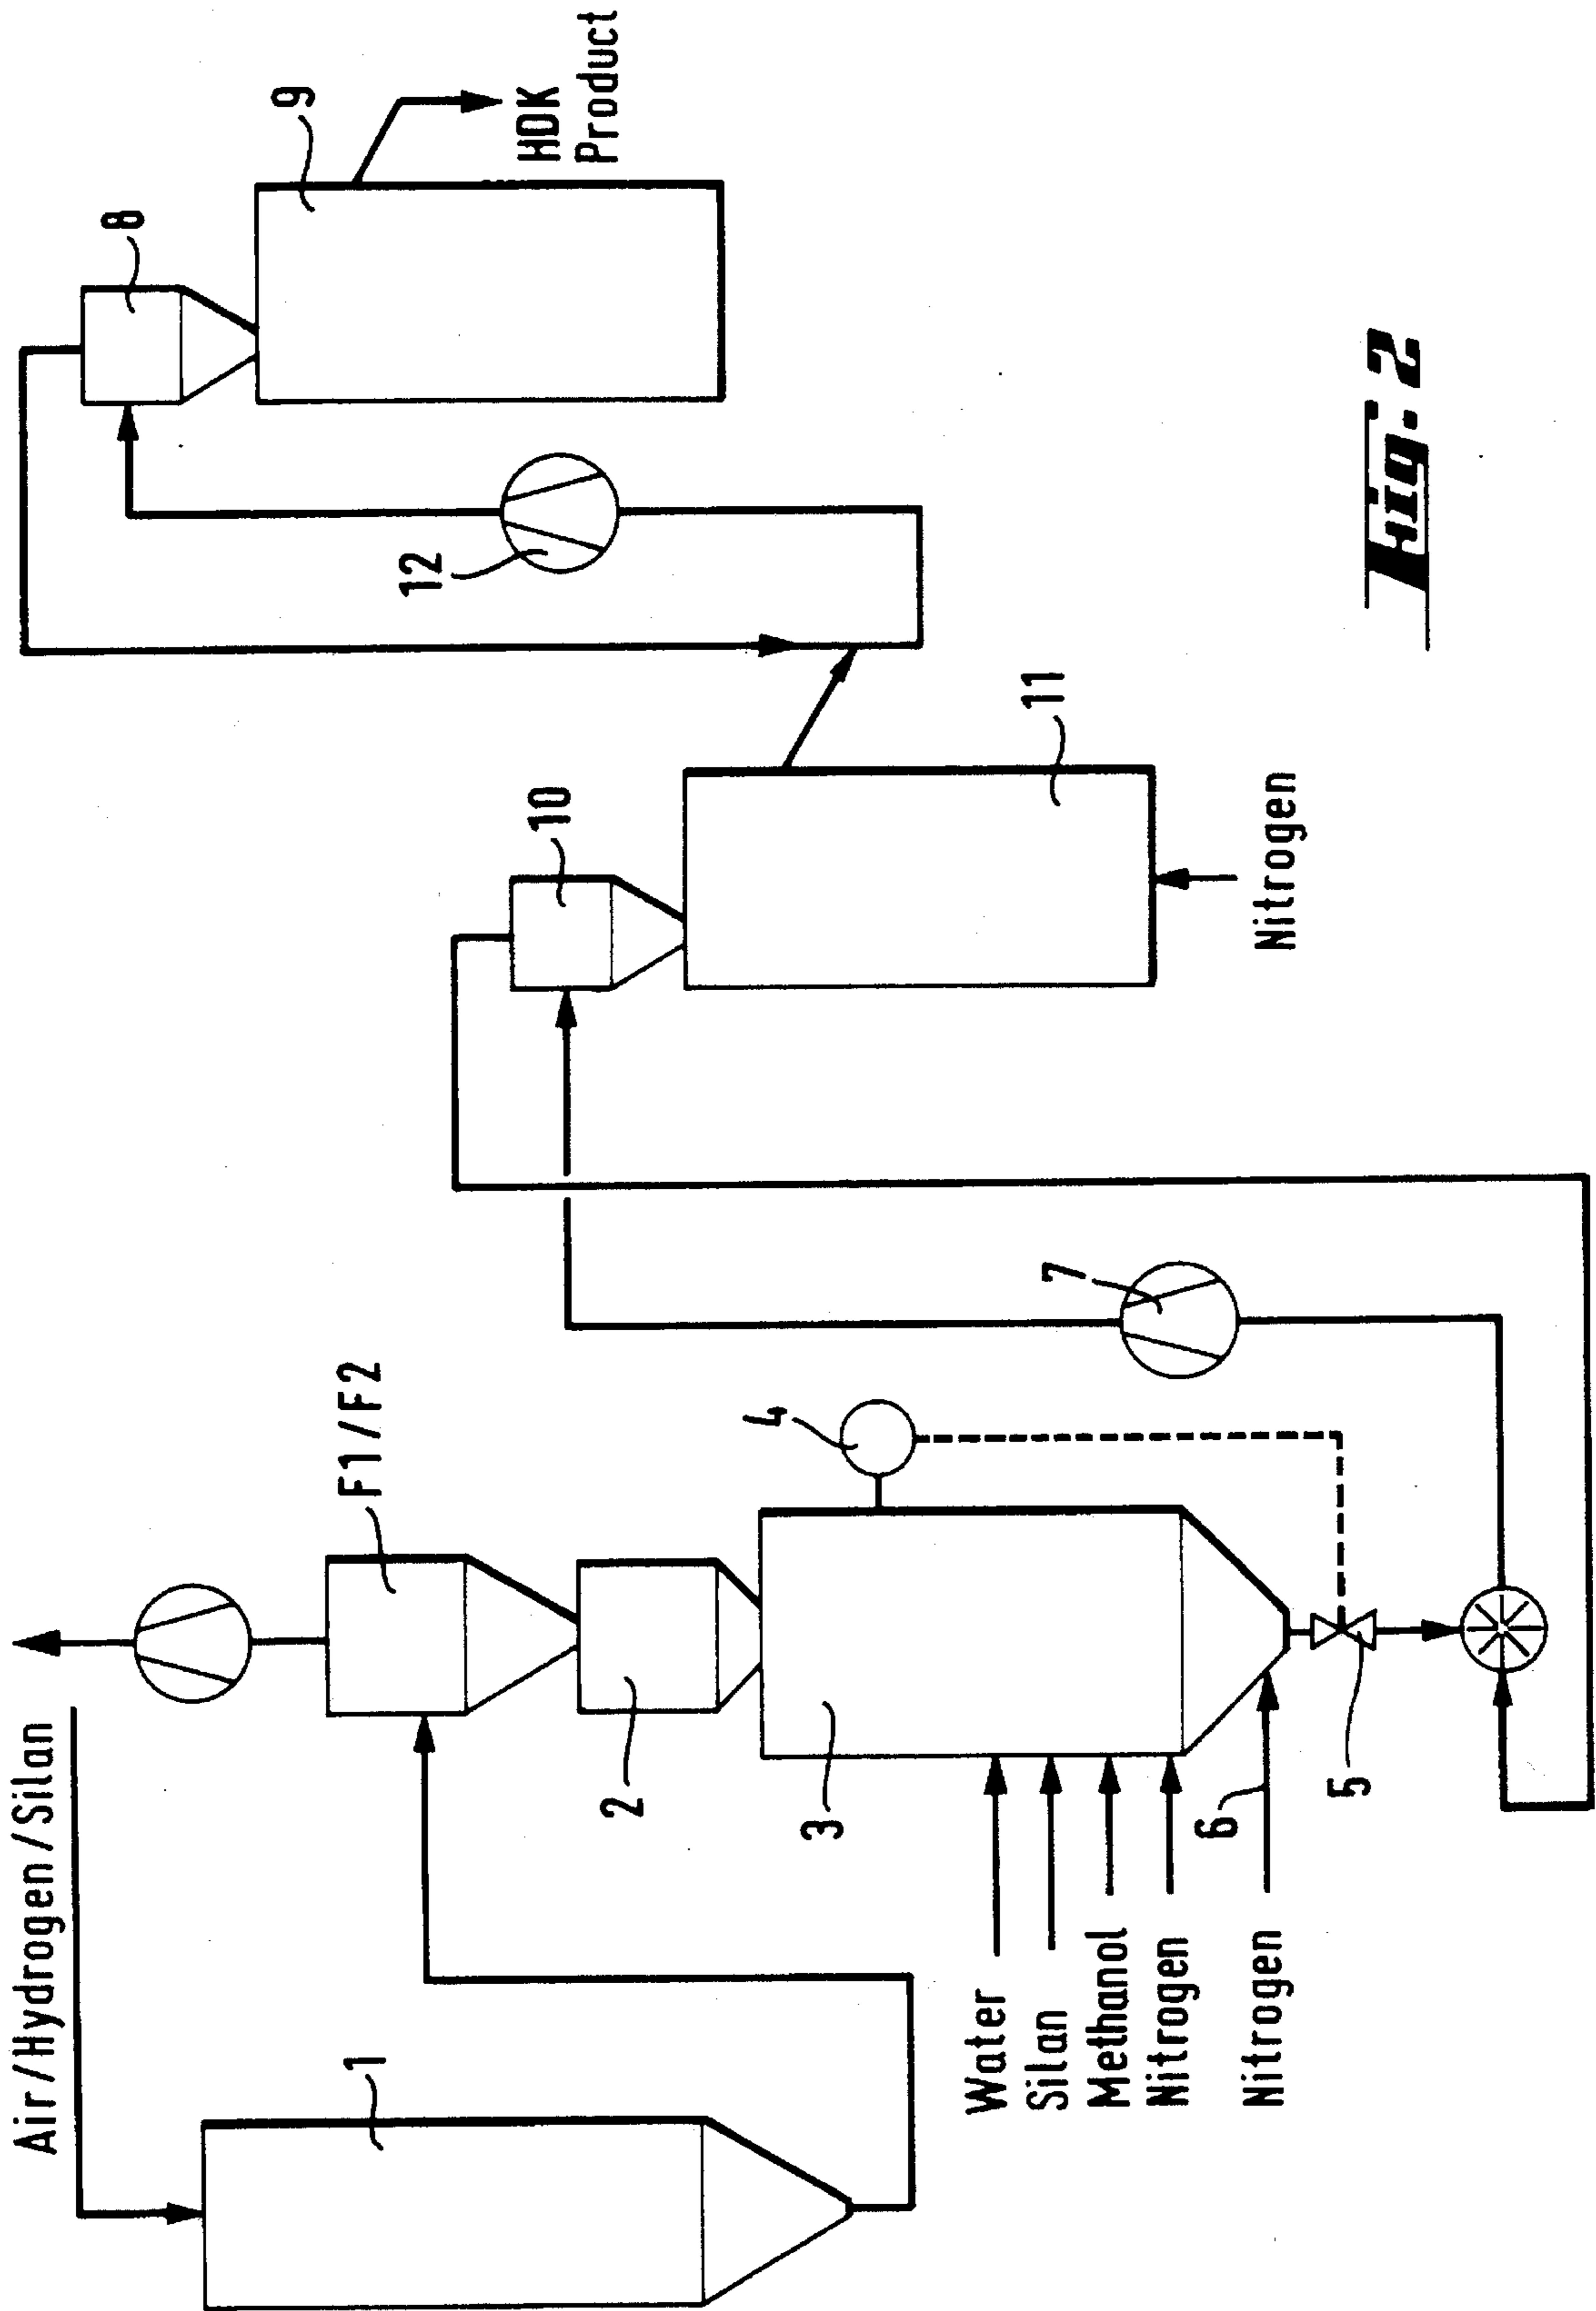 Air/Hydrogen/Silan
1
F1/F2
2
3
4
Water
Silan
Methanol
Nitrogen
6
Nitrogen
5
7
10
11
Nitrogen
12
8
9
HDK
Product
Fig. 2